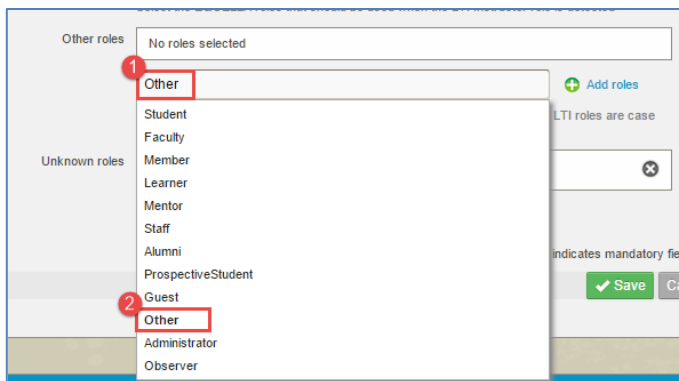 Other roles
No roles selected
1
Other
Add roles
Student
LTI roles are case
Faculty
Member
Unknown roles
Learner
Mentor
Staff
Alumni
indicates mandatory fie
ProspectiveStudent
Save
Ca
Guest
2
Other
Administrator
Observer